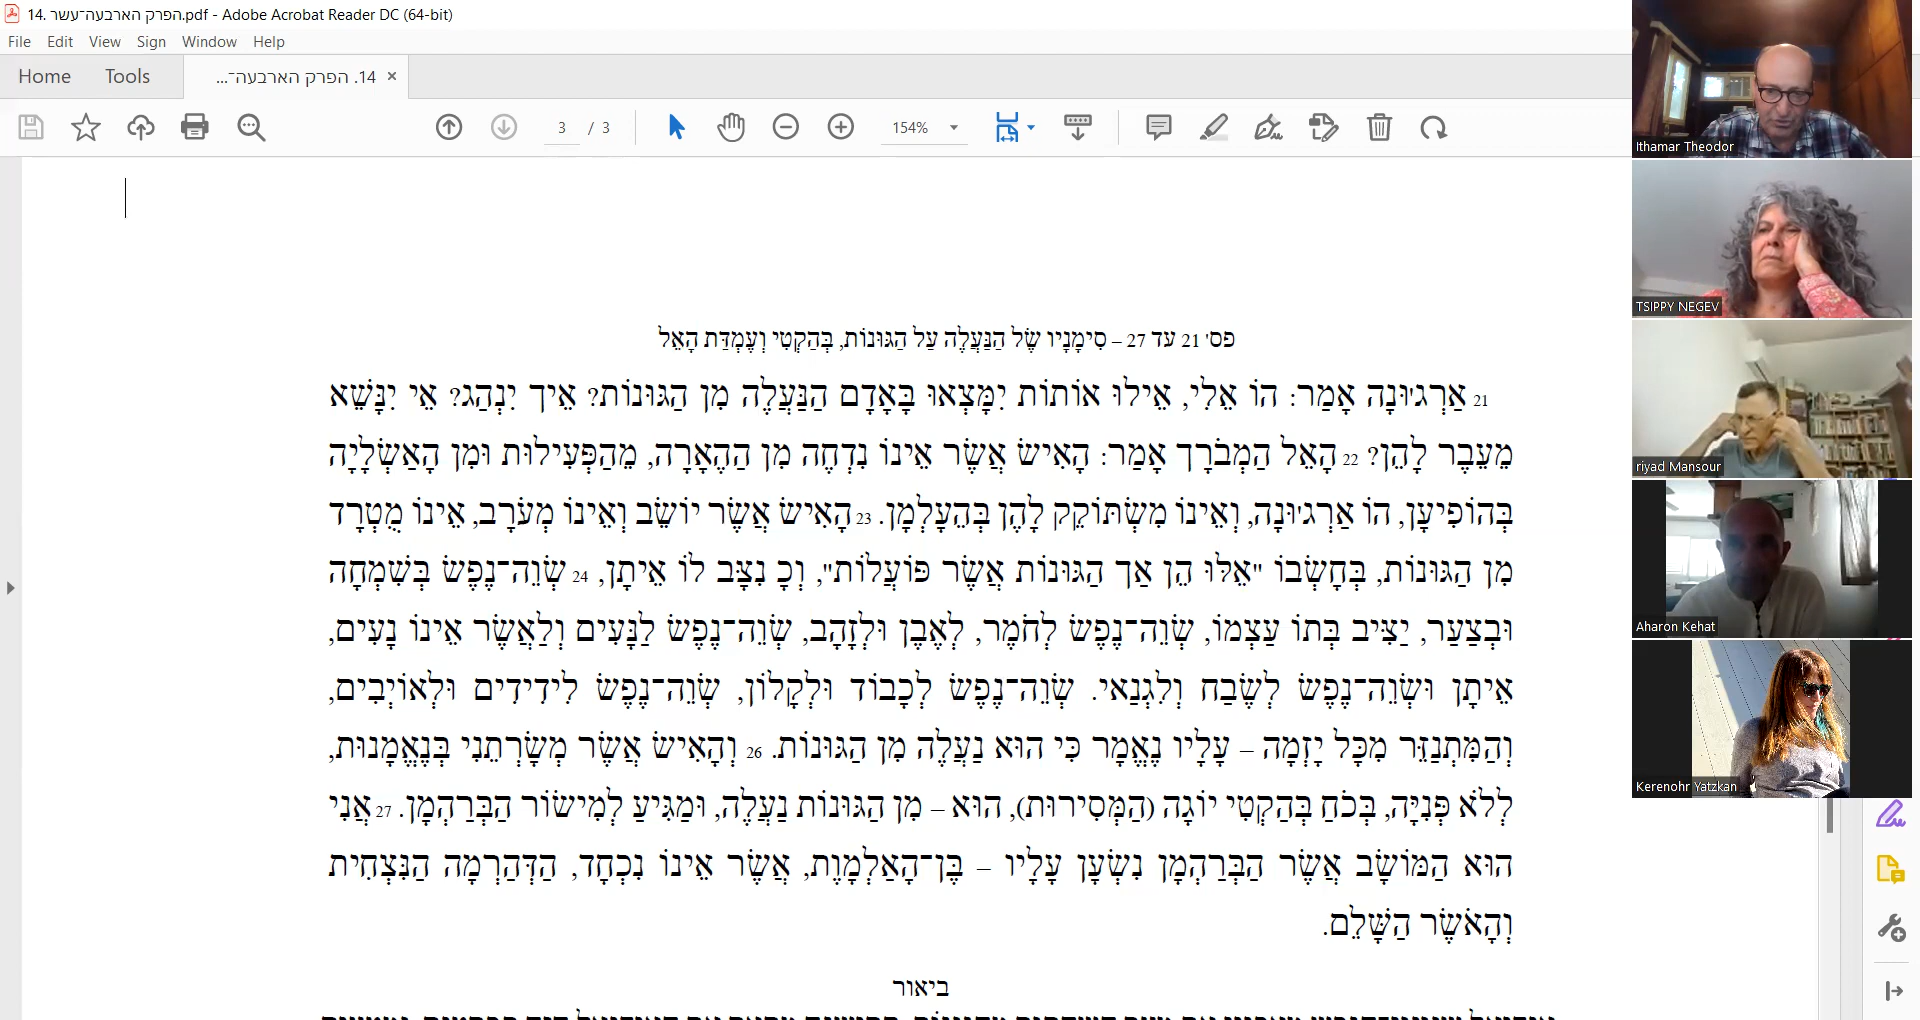 14. הפרק הארבעה־עשר.pdf - Adobe Acrobat Reader DC (64-bit)
File Edit View Sign Window Help
Home Tools 14. הפרק הארבעה־... ×
3 / 3 154%
פס' 21 עד 27 – סִימָנָיו שֶׁל הַנַּעֲלֶה עַל הַגּוּנוֹת, בְּהַקְטִי וְעֶמְדַּת הָאֵל
21 אַרְג'וּנָה אָמַר: הוֹ אֵלִי, אֵילוּ אוֹתוֹת יִמָּצְאוּ בָּאָדָם הַנַּעֲלֶה מִן הַגּוּנוֹת? אֵיךְ יִנְהַג? אֵי יִנָּשֵׂא
מֵעֵבֶר לָהֵן? 22 הָאֵל הַמְּבֹרָךְ אָמַר: הָאִישׁ אֲשֶׁר אֵינוֹ נִדְחֶה מִן הַהֶאָרָה, מֵהַפְּעִילוּת וּמִן הָאַשְׁלָיָה
בְּהוֹפִיעָן, הוֹ אַרְג'וּנָה, וְאֵינוֹ מִשְׁתּוֹקֵק לָהֶן בְּהֵעָלְמָן. 23 הָאִישׁ אֲשֶׁר יוֹשֵׁב וְאֵינוֹ מְעֹרָב, אֵינוֹ מֻטְרָד
מִן הַגּוּנוֹת, בְּחָשְׁבוֹ "אֵלּוּ הֵן אַךְ הַגּוּנוֹת אֲשֶׁר פּוֹעֲלוֹת", וְכָךְ נִצָּב לוֹ אֵיתָן, 24 שְׁוֵה־נֶפֶשׁ בְּשִׂמְחָה
וּבְצַעַר, יַצִּיב בְּתוֹךְ עַצְמוֹ, שְׁוֵה־נֶפֶשׁ לְחֹמֶר, לְאֶבֶן וּלְזָהָב, שְׁוֵה־נֶפֶשׁ לַנָּעִים וְלַאֲשֶׁר אֵינוֹ נָעִים,
אֵיתָן וּשְׁוֵה־נֶפֶשׁ לְשֶׁבַח וְלִגְנַאי. שְׁוֵה־נֶפֶשׁ לְכָבוֹד וּלְקָלוֹן, שְׁוֵה־נֶפֶשׁ לִידִידִים וּלְאוֹיְבִים,
וְהַמִּתְנַזֵּר מִכָּל יָזְמָה – עָלָיו נֶאֱמָר כִּי הוּא נַעֲלֶה מִן הַגּוּנוֹת. 26 וְהָאִישׁ אֲשֶׁר מְשָׁרְתֵנִי בְּנֶאֱמָנוּת,
לְלֹא פְּנִיָּה, בְּכֹחַ בְּהַקְטִי יוֹגָה (הַמְּסִירוּת), הוּא – מִן הַגּוּנוֹת נַעֲלֶה, וּמַגִּיעַ לְמִישׁוֹר הַבְּרַהְמָן. 27 אֲנִי
הוּא הַמּוֹשָׁב אֲשֶׁר הַבְּרַהְמָן נִשְׁעָן עָלָיו – בֶּן־הָאַלְמָוֶת, אֲשֶׁר אֵינוֹ נִכְחָד, הַדְּהַרְמָה הַנִּצְחִית
וְהָאֹשֶׁר הַשָּׁלֵם.
ביאור
Ithamar Theodor
TSIPPY NEGEV
riyad Mansour
Aharon Kehat
Kerenohr Yatzkan